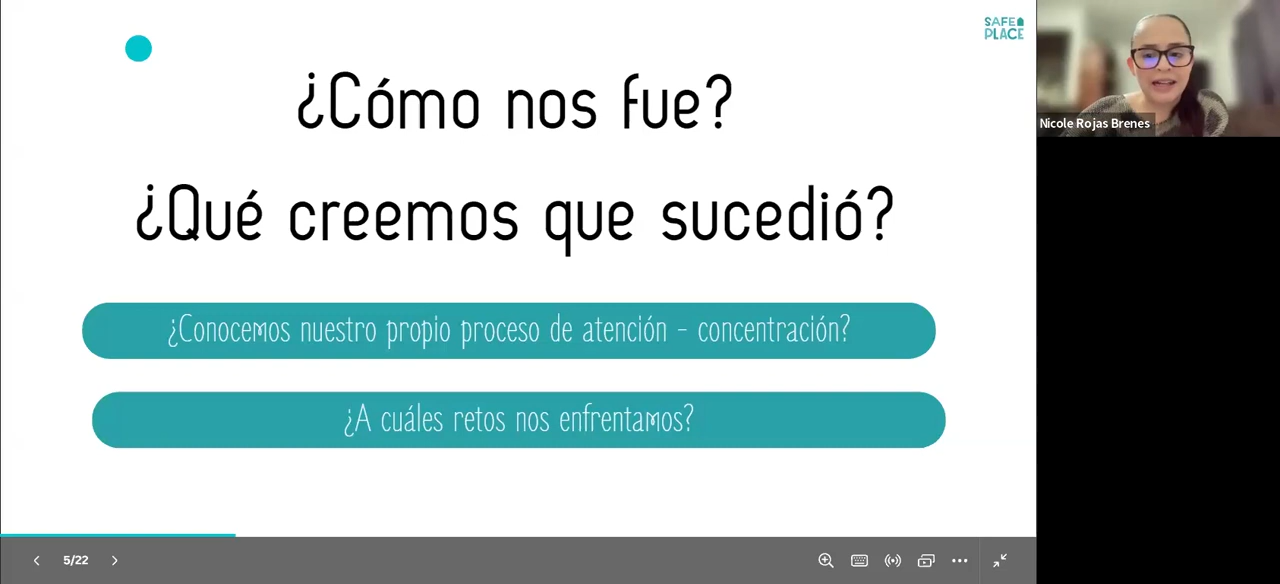 SAFE
PLACE
¿Cómo nos fue?
¿Qué creemos que sucedió?
¿Conocemos nuestro propio proceso de atención - concentración?
¿A cuáles retos nos enfrentamos?
5/22
Nicole Rojas Brenes